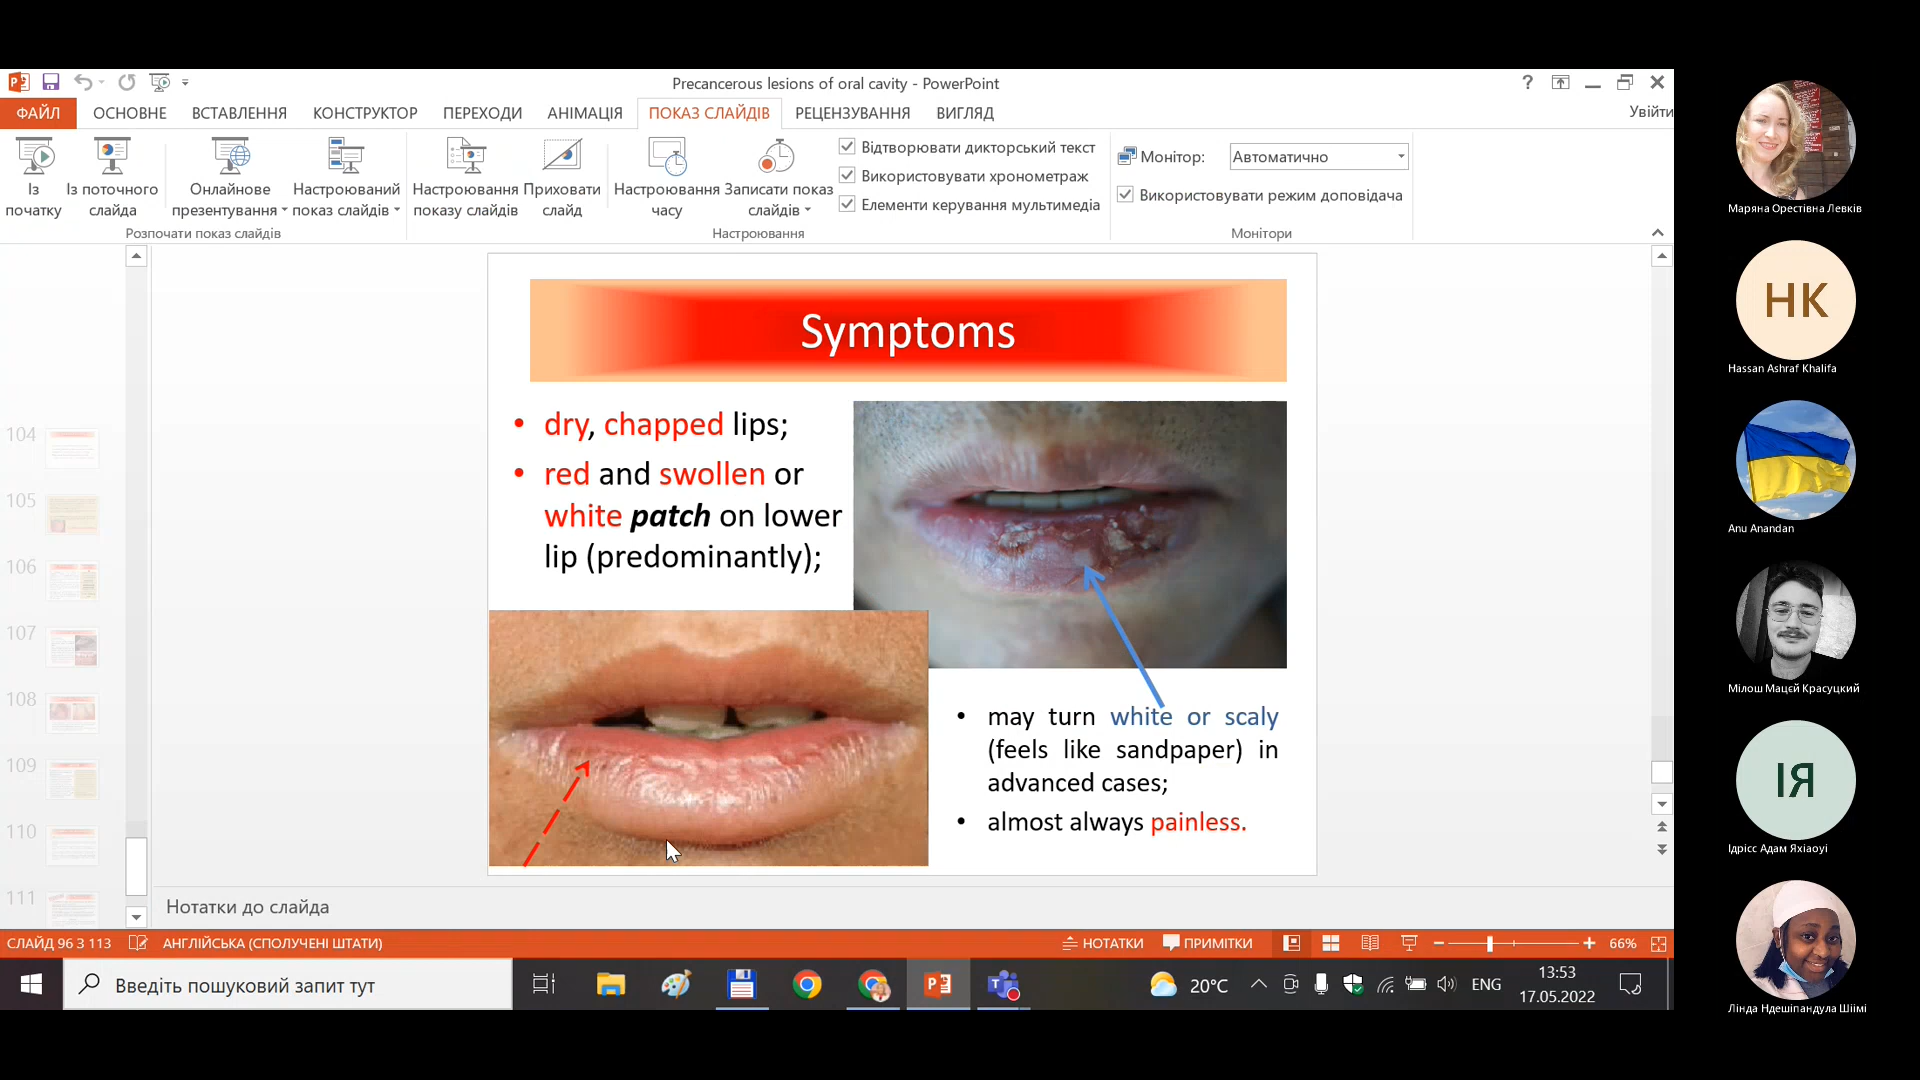 Precancerous lesions of oral cavity - PowerPoint
ФАЙЛ ОСНОВНЕ ВСТАВЛЕННЯ КОНСТРУКТОР ПЕРЕХОДИ АНІМАЦІЯ ПОКАЗ СЛАЙДІВ РЕЦЕНЗУВАННЯ ВИГЛЯД Увійти
Із початку
Із поточного слайда
Онлайнове презентування
Настроюваний показ слайдів
Розпочати показ слайдів
Настроювання показу слайдів
Приховати слайд
Настроювання часу
Записати показ слайдів
Відтворювати дикторський текст
Використовувати хронометраж
Елементи керування мультимедіа
Настроювання
Монітор: Автоматично
Використовувати режим доповідача
Монітори
104
105
106
107
108
109
110
111
Symptoms
• dry, chapped lips;
• red and swollen or
white patch on lower
lip (predominantly);
• may turn white or scaly
(feels like sandpaper) in
advanced cases;
• almost always painless.
Нотатки до слайда
СЛАЙД 96 З 113 АНГЛІЙСЬКА (СПОЛУЧЕНІ ШТАТИ) НОТАТКИ ПРИМІТКИ 66%
Введіть пошуковий запит тут
20°C ENG
13:53
17.05.2022
Маряна Орестівна Левків
НК
Hassan Ashraf Khalifa
Anu Anandan
Мілош Мацєй Красуцкий
ІЯ
Ідрісс Адам Яхіаоуі
Лінда Ндешіпандула Шіімі